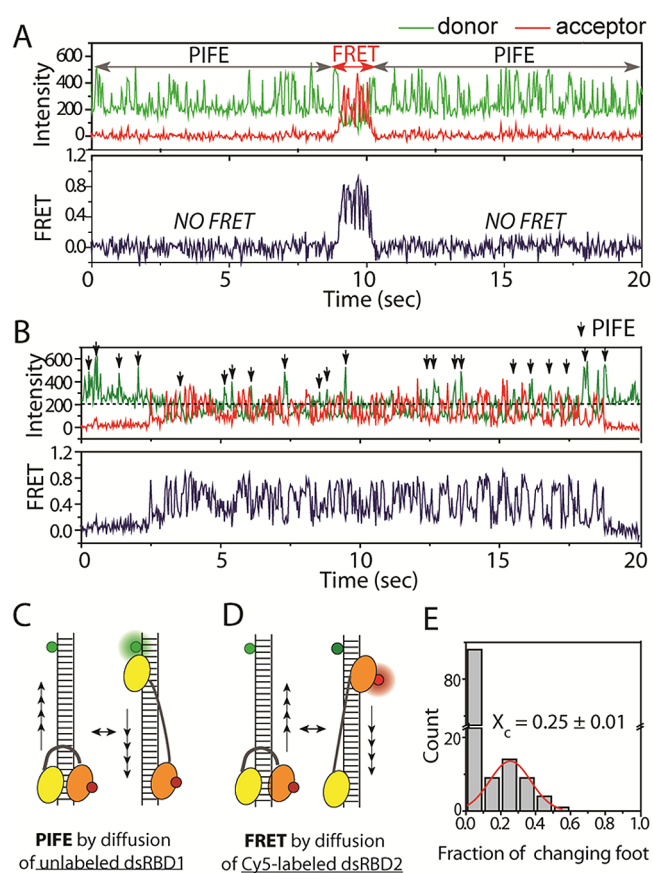 donor acceptor
A
PIFE FRET PIFE
600
400
200
0
Intensity
1.2
0.8
0.4
0.0
FRET
NO FRET NO FRET
0 5 10 15 20
Time (sec)
B
PIFE
600
400
200
0
Intensity
1.2
0.8
0.4
0.0
FRET
0 5 10 15 20
Time (sec)
C
PIFE by diffusion
of unlabeled dsRBD1
D
FRET by diffusion
of Cy5-labeled dsRBD2
E
80
20
10
0
Count
Xc = 0.25 ± 0.01
0.0 0.2 0.4 0.6 0.8 1.0
Fraction of changing foot